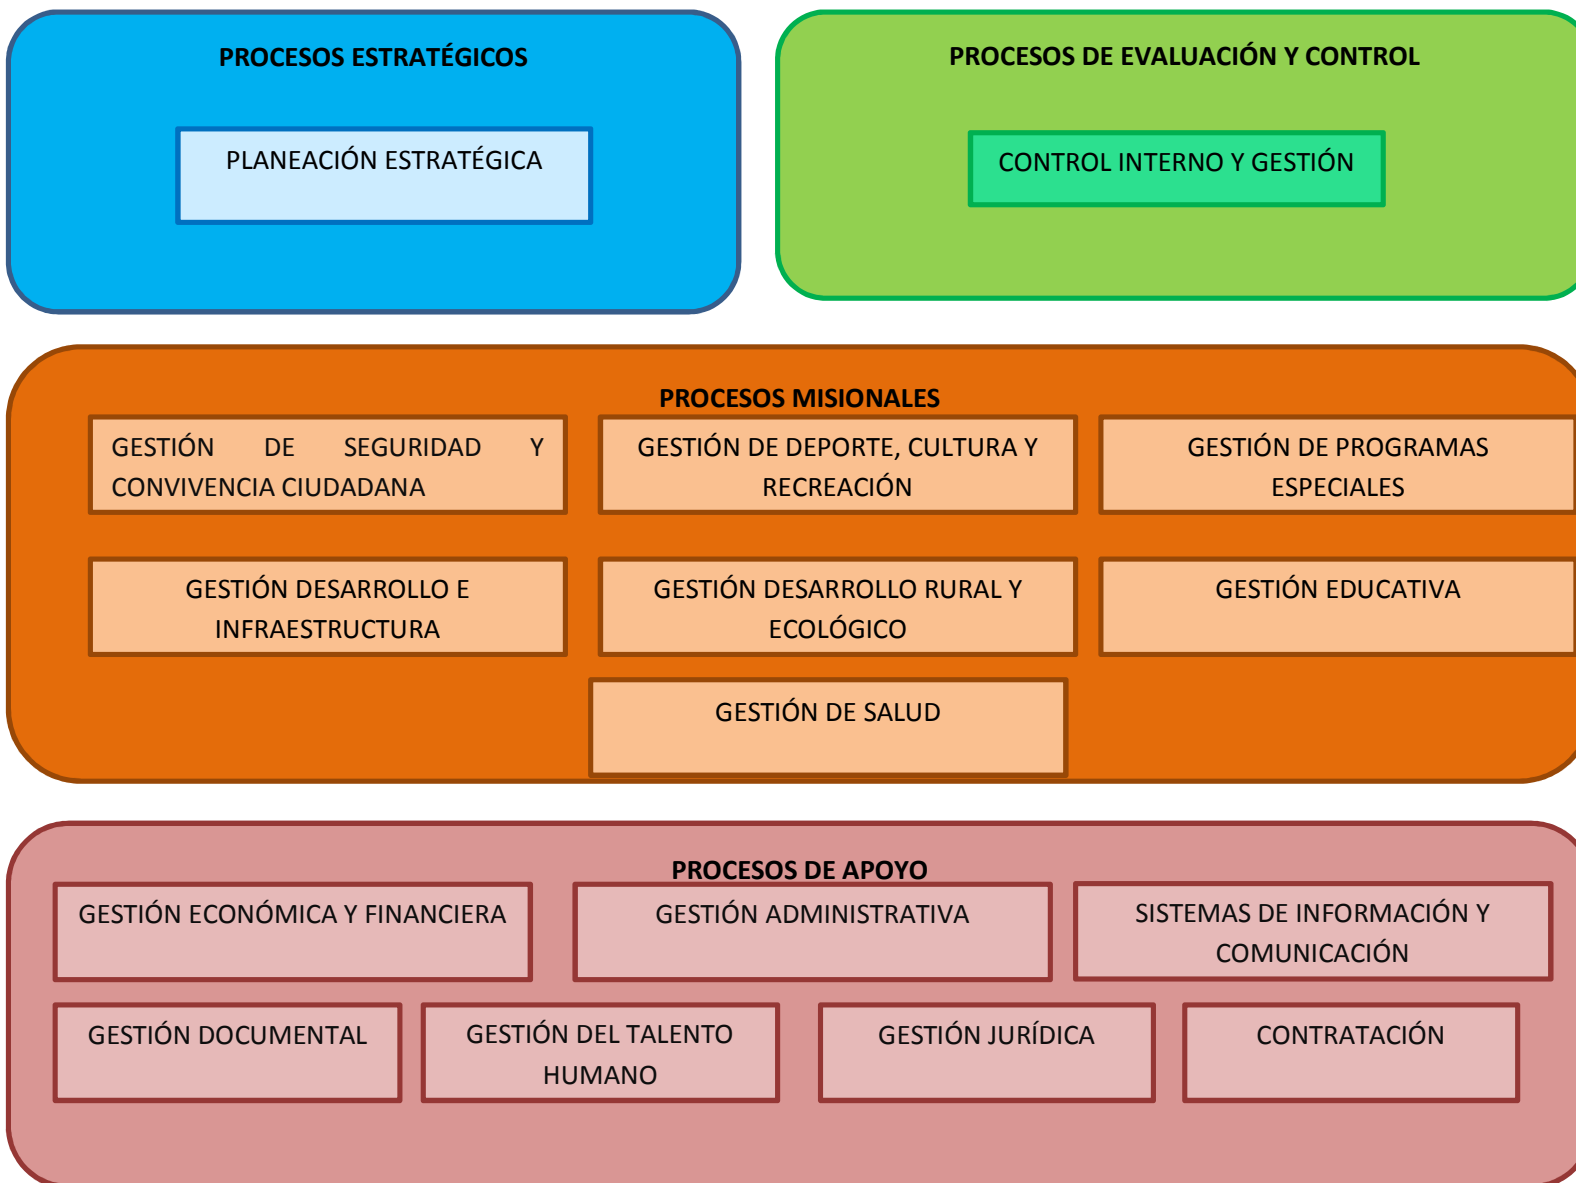 PROCESOS ESTRATÉGICOS
PLANEACIÓN ESTRATÉGICA
PROCESOS DE EVALUACIÓN Y CONTROL
CONTROL INTERNO Y GESTIÓN
PROCESOS MISIONALES
GESTIÓN DE SEGURIDAD Y
CONVIVENCIA CIUDADANA
GESTIÓN DE DEPORTE, CULTURA Y
RECREACIÓN
GESTIÓN DE PROGRAMAS
ESPECIALES
GESTIÓN DESARROLLO E
INFRAESTRUCTURA
GESTIÓN DESARROLLO RURAL Y
ECOLÓGICO
GESTIÓN EDUCATIVA
GESTIÓN DE SALUD
PROCESOS DE APOYO
GESTIÓN ECONÓMICA Y FINANCIERA
GESTIÓN ADMINISTRATIVA
SISTEMAS DE INFORMACIÓN Y
COMUNICACIÓN
GESTIÓN DOCUMENTAL
GESTIÓN DEL TALENTO
HUMANO
GESTIÓN JURÍDICA
CONTRATACIÓN